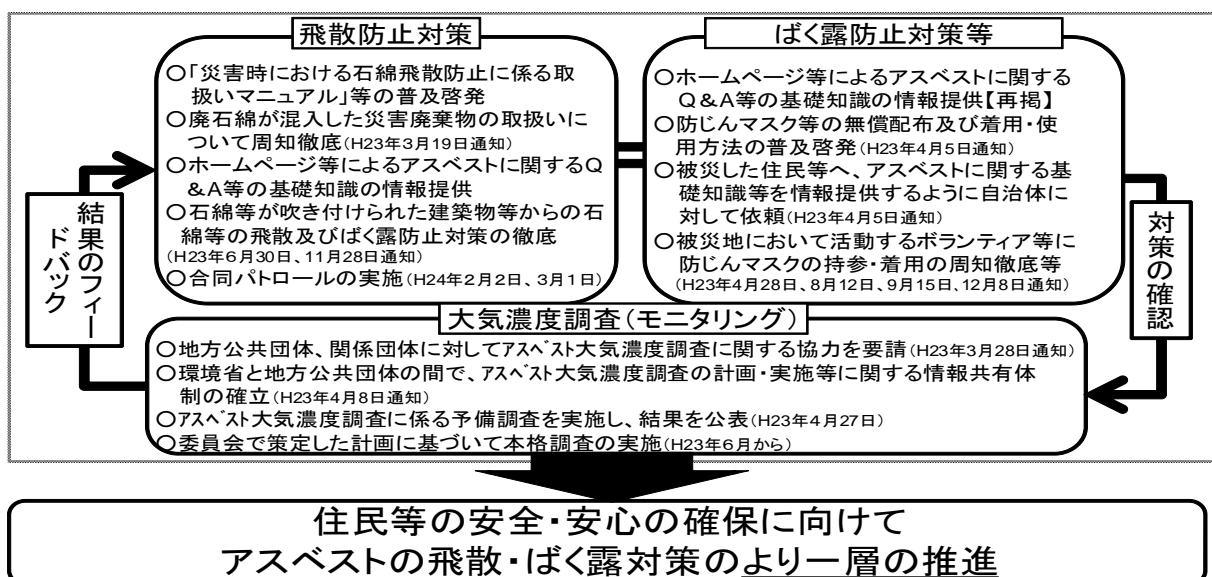 飛散防止対策
○「災害時における石綿飛散防止に係る取
扱いマニュアル」等の普及啓発
○廃石綿が混入した災害廃棄物の取扱いに
ついて周知徹底(H23年3月19日通知)
○ホームページ等によるアスベストに関するQ
&A等の基礎知識の情報提供
○石綿等が吹き付けられた建築物等からの石
綿等の飛散及びばく露防止対策の徹底
(H23年6月30日、11月28日通知)
○合同パトロールの実施(H24年2月2日、3月1日)
ばく露防止対策等
○ホームページ等によるアスベストに関する
Q&A等の基礎知識の情報提供【再掲】
○防じんマスク等の無償配布及び着用・使
用方法の普及啓発(H23年4月5日通知)
○被災した住民等へ、アスベストに関する基
礎知識等を情報提供するように自治体に
対して依頼(H23年4月5日通知)
○被災地において活動するボランティア等に
防じんマスクの持参・着用の周知徹底等
(H23年4月28日、8月12日、9月15日、12月8日通知)
対策の確認
大気濃度調査(モニタリング)
○地方公共団体、関係団体に対してアスベスト大気濃度調査に関する協力を要請(H23年3月28日通知)
○環境省と地方公共団体の間で、アスベスト大気濃度調査の計画・実施等に関する情報共有体
制の確立(H23年4月8日通知)
○アスベスト大気濃度調査に係る予備調査を実施し、結果を公表(H23年4月27日)
○委員会で策定した計画に基づいて本格調査の実施(H23年6月から)
結果のフィー
ドバック
住民等の安全・安心の確保に向けて
アスベストの飛散・ばく露対策のより一層の推進